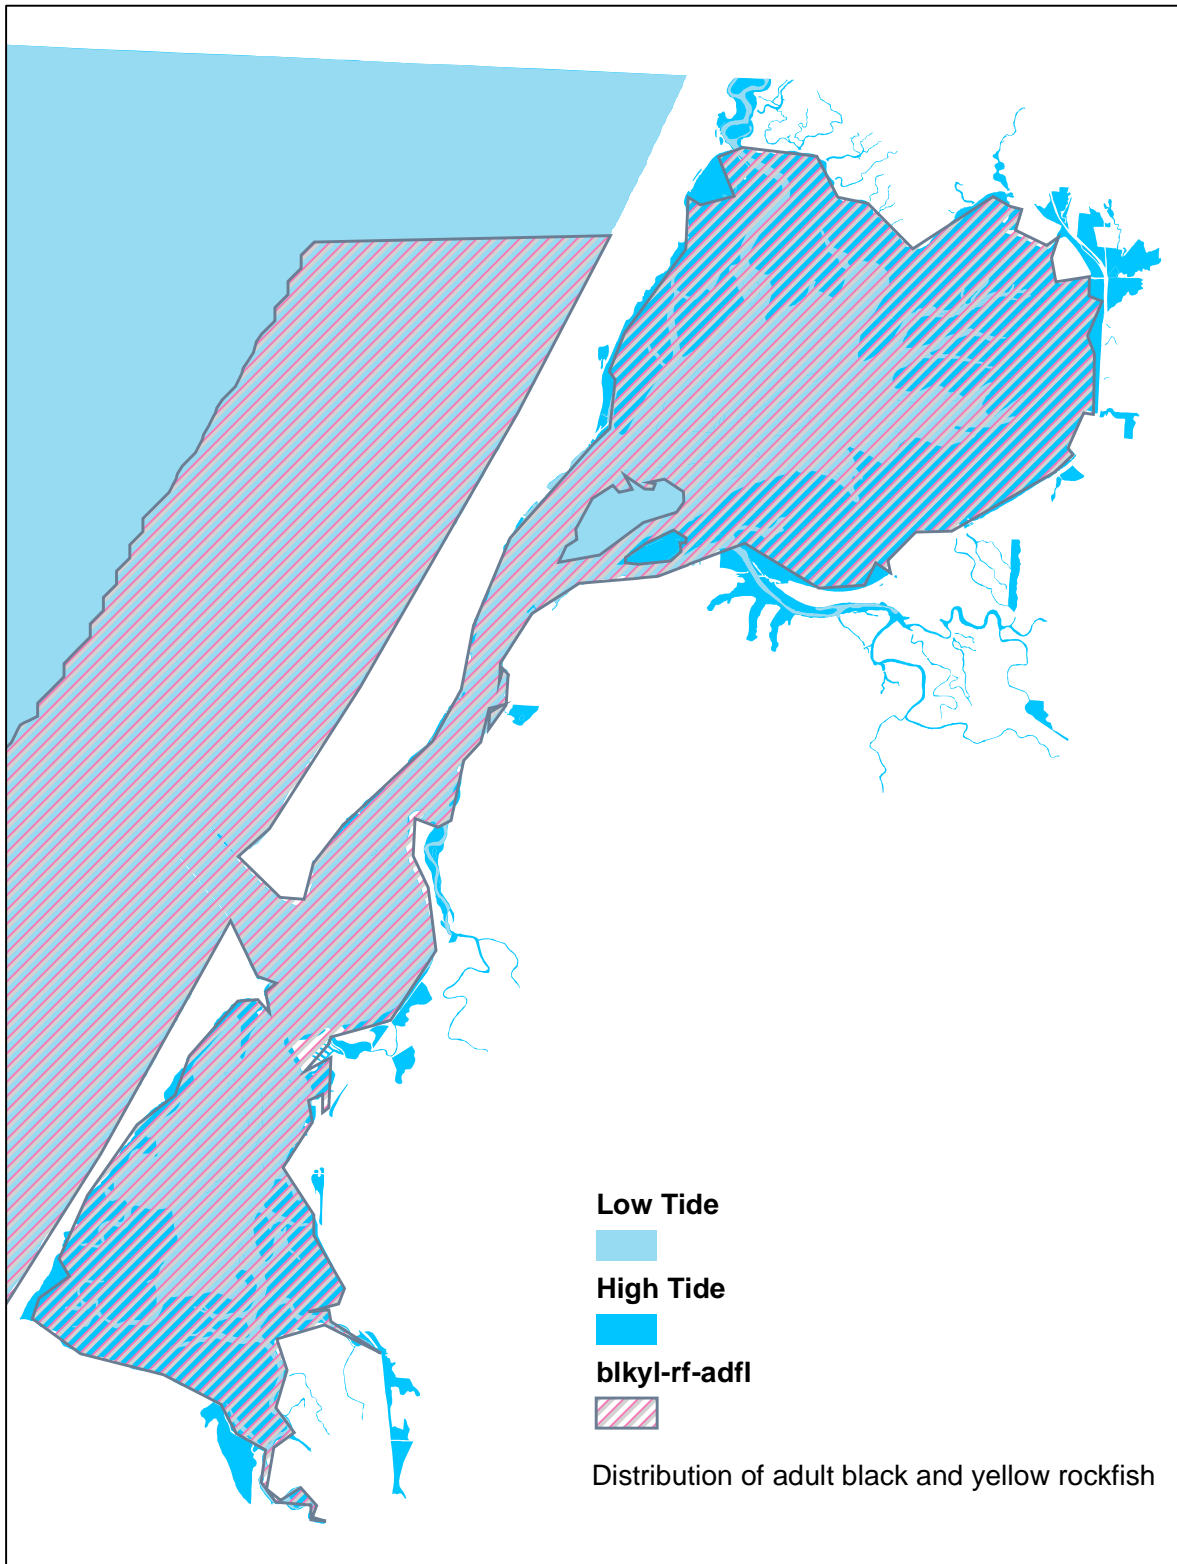 Low Tide
High Tide
blkyl-rf-adfl
Distribution of adult black and yellow rockfish